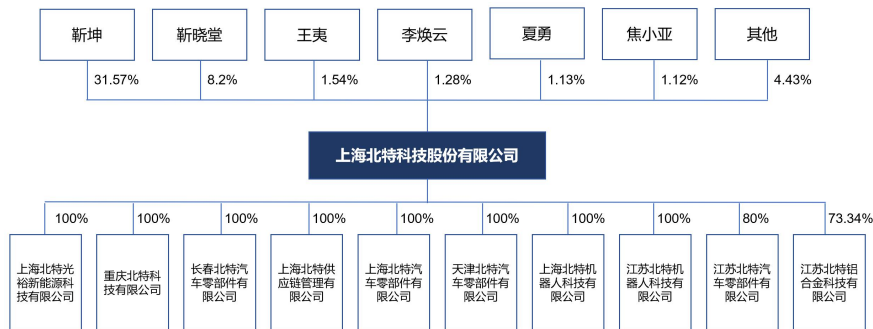 靳坤
靳晓堂
王夷
李焕云
夏勇
焦小亚
其他
31.57%
8.2%
1.54%
1.28%
1.13%
1.12%
4.43%
上海北特科技股份有限公司
100%
100%
100%
100%
100%
100%
100%
100%
80%
73.34%
上海北特光
裕新能源科
技有限公司
重庆北特科
技有限公司
长春北特汽
车零部件有
限公司
上海北特供
应链管理有
限公司
上海北特汽
车零部件有
限公司
天津北特汽
车零部件有
限公司
上海北特机
器人科技有
限公司
江苏北特机
器人科技有
限公司
江苏北特汽
车零部件有
限公司
江苏北特铝
合金科技有
限公司